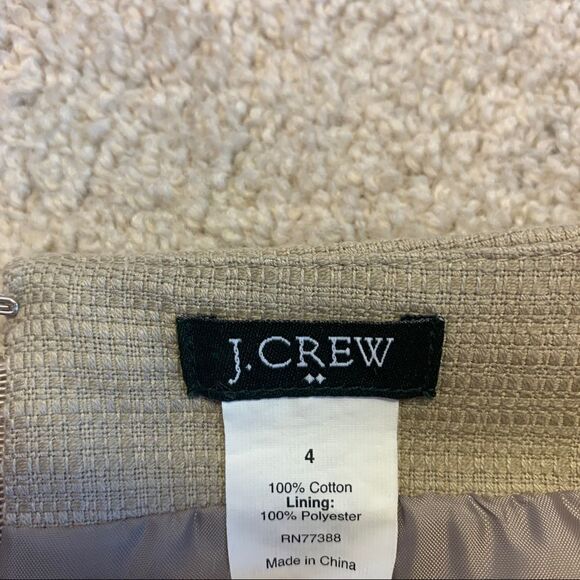 J.CREW
4
100% Cotton
Lining:
100% Polyester
RN77388
Made in China